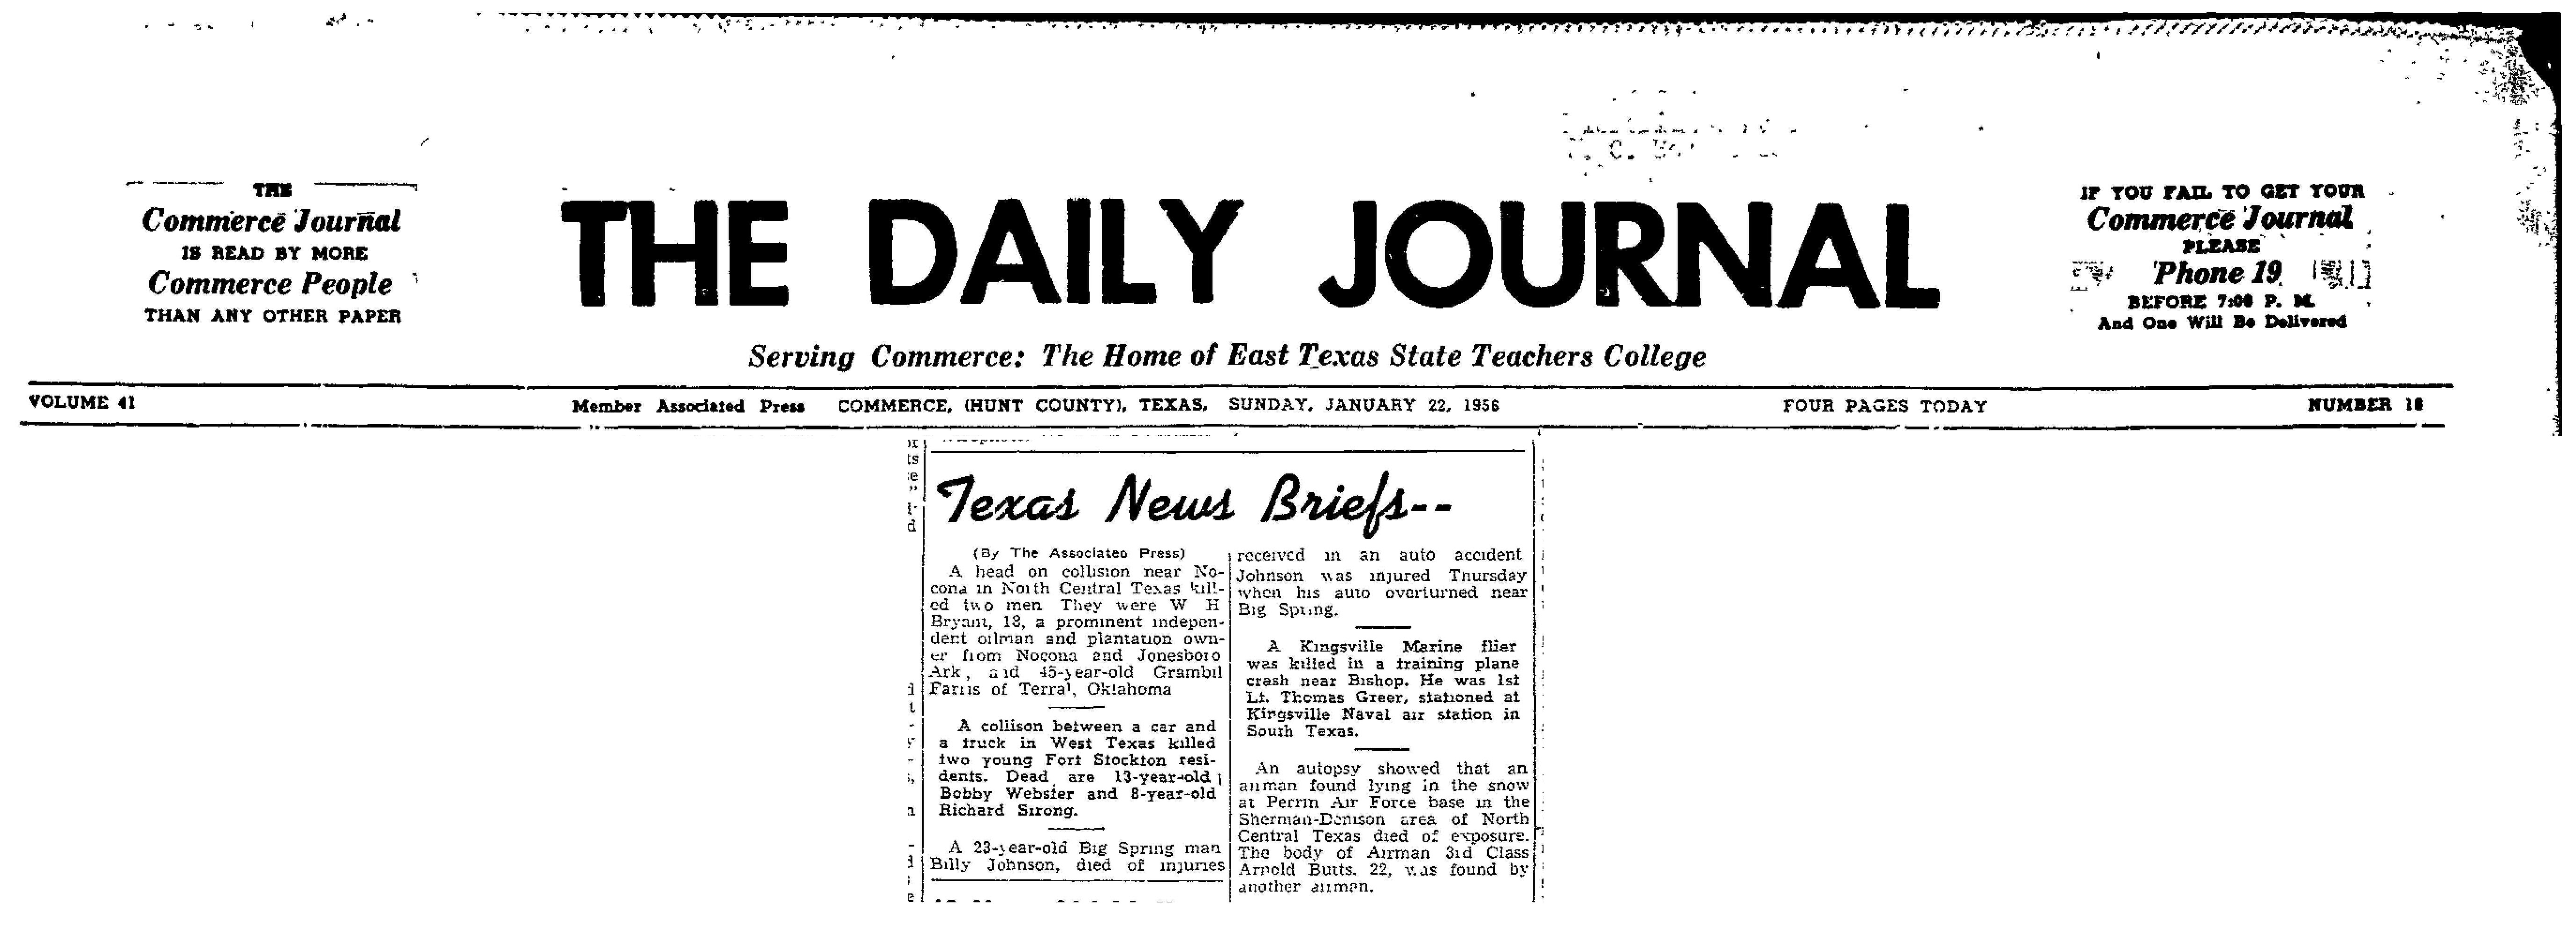 THE
Commerce Journal
IS READ BY MORE
Commerce People
THAN ANY OTHER PAPER
THE DAILY JOURNAL
IF YOU FAIL TO GET YOUR
Commerce Journal
PLEASE
Phone 19
BEFORE 7:00 P. M.
And One Will Be Delivered
Serving Commerce: The Home of East Texas State Teachers College
VOLUME 41
Member Associated Press COMMERCE, (HUNT COUNTY), TEXAS, SUNDAY, JANUARY 22, 1956
FOUR PAGES TODAY
NUMBER 18
Texas News Briefs--
(By The Associated Press)
A head on collision near No-
cona in North Central Texas kill-
ed two men They were W H
Bryant, 18, a prominent indepen-
dent oilman and plantation own-
er from Nocona and Jonesboro
Ark, and 45-year-old Grambil
Farris of Terral, Oklahoma
A collison between a car and
a truck in West Texas killed
two young Fort Stockton resi-
dents. Dead are 13-year-old
Bobby Webster and 8-year-old
Richard Strong.
A 23-year-old Big Spring man
Billy Johnson, died of injuries
received in an auto accident
Johnson was injured Thursday
when his auto overturned near
Big Spring.
A Kingsville Marine flier
was killed in a training plane
crash near Bishop. He was 1st
Lt. Thomas Greer, stationed at
Kingsville Naval air station in
South Texas.
An autopsy showed that an
airman found lying in the snow
at Perrin Air Force base in the
Sherman-Denison area of North
Central Texas died of exposure.
The body of Airman 3rd Class
Arnold Butts, 22, was found by
another airman.